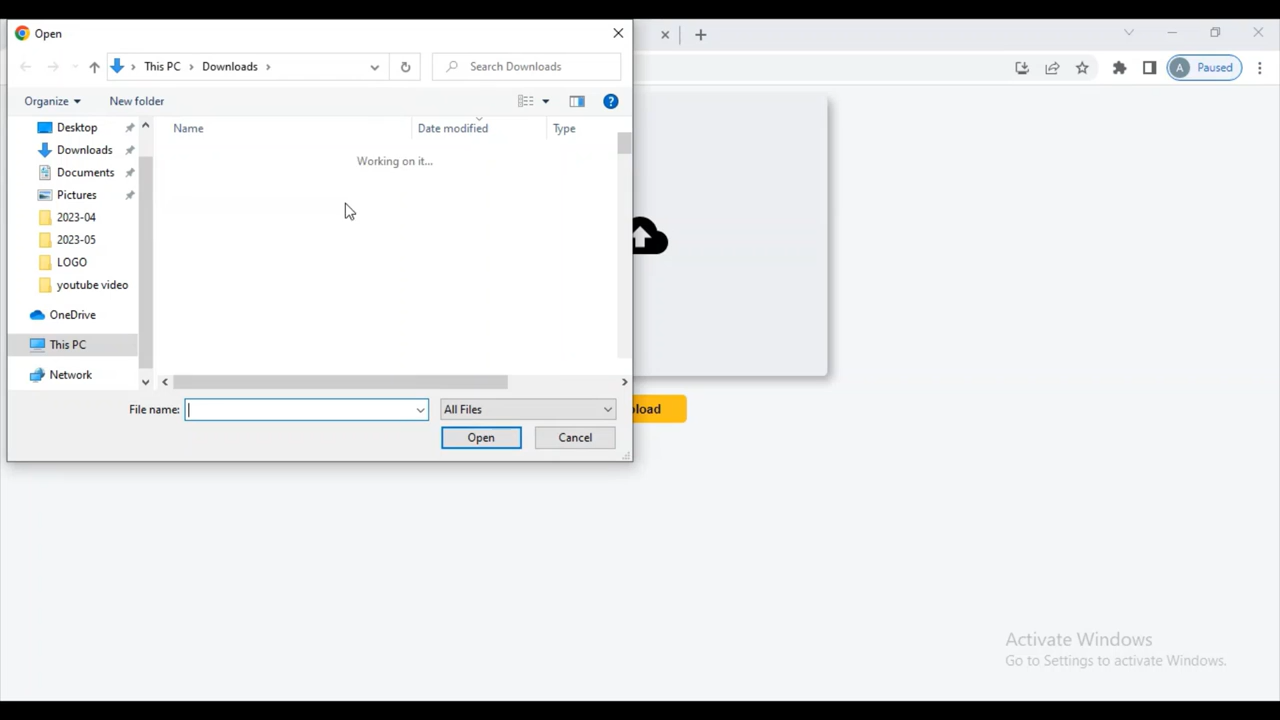 Open
This PC
Downloads
Search Downloads
A Paused
Organize
New folder
?
Desktop
Downloads
Documents
Pictures
2023-04
2023-05
LOGO
youtube video
OneDrive
This PC
Network
Name
Date modified
Type
Working on it...
File name:
All Files
Open
Cancel
load
Activate Windows
Go to Settings to activate Windows.